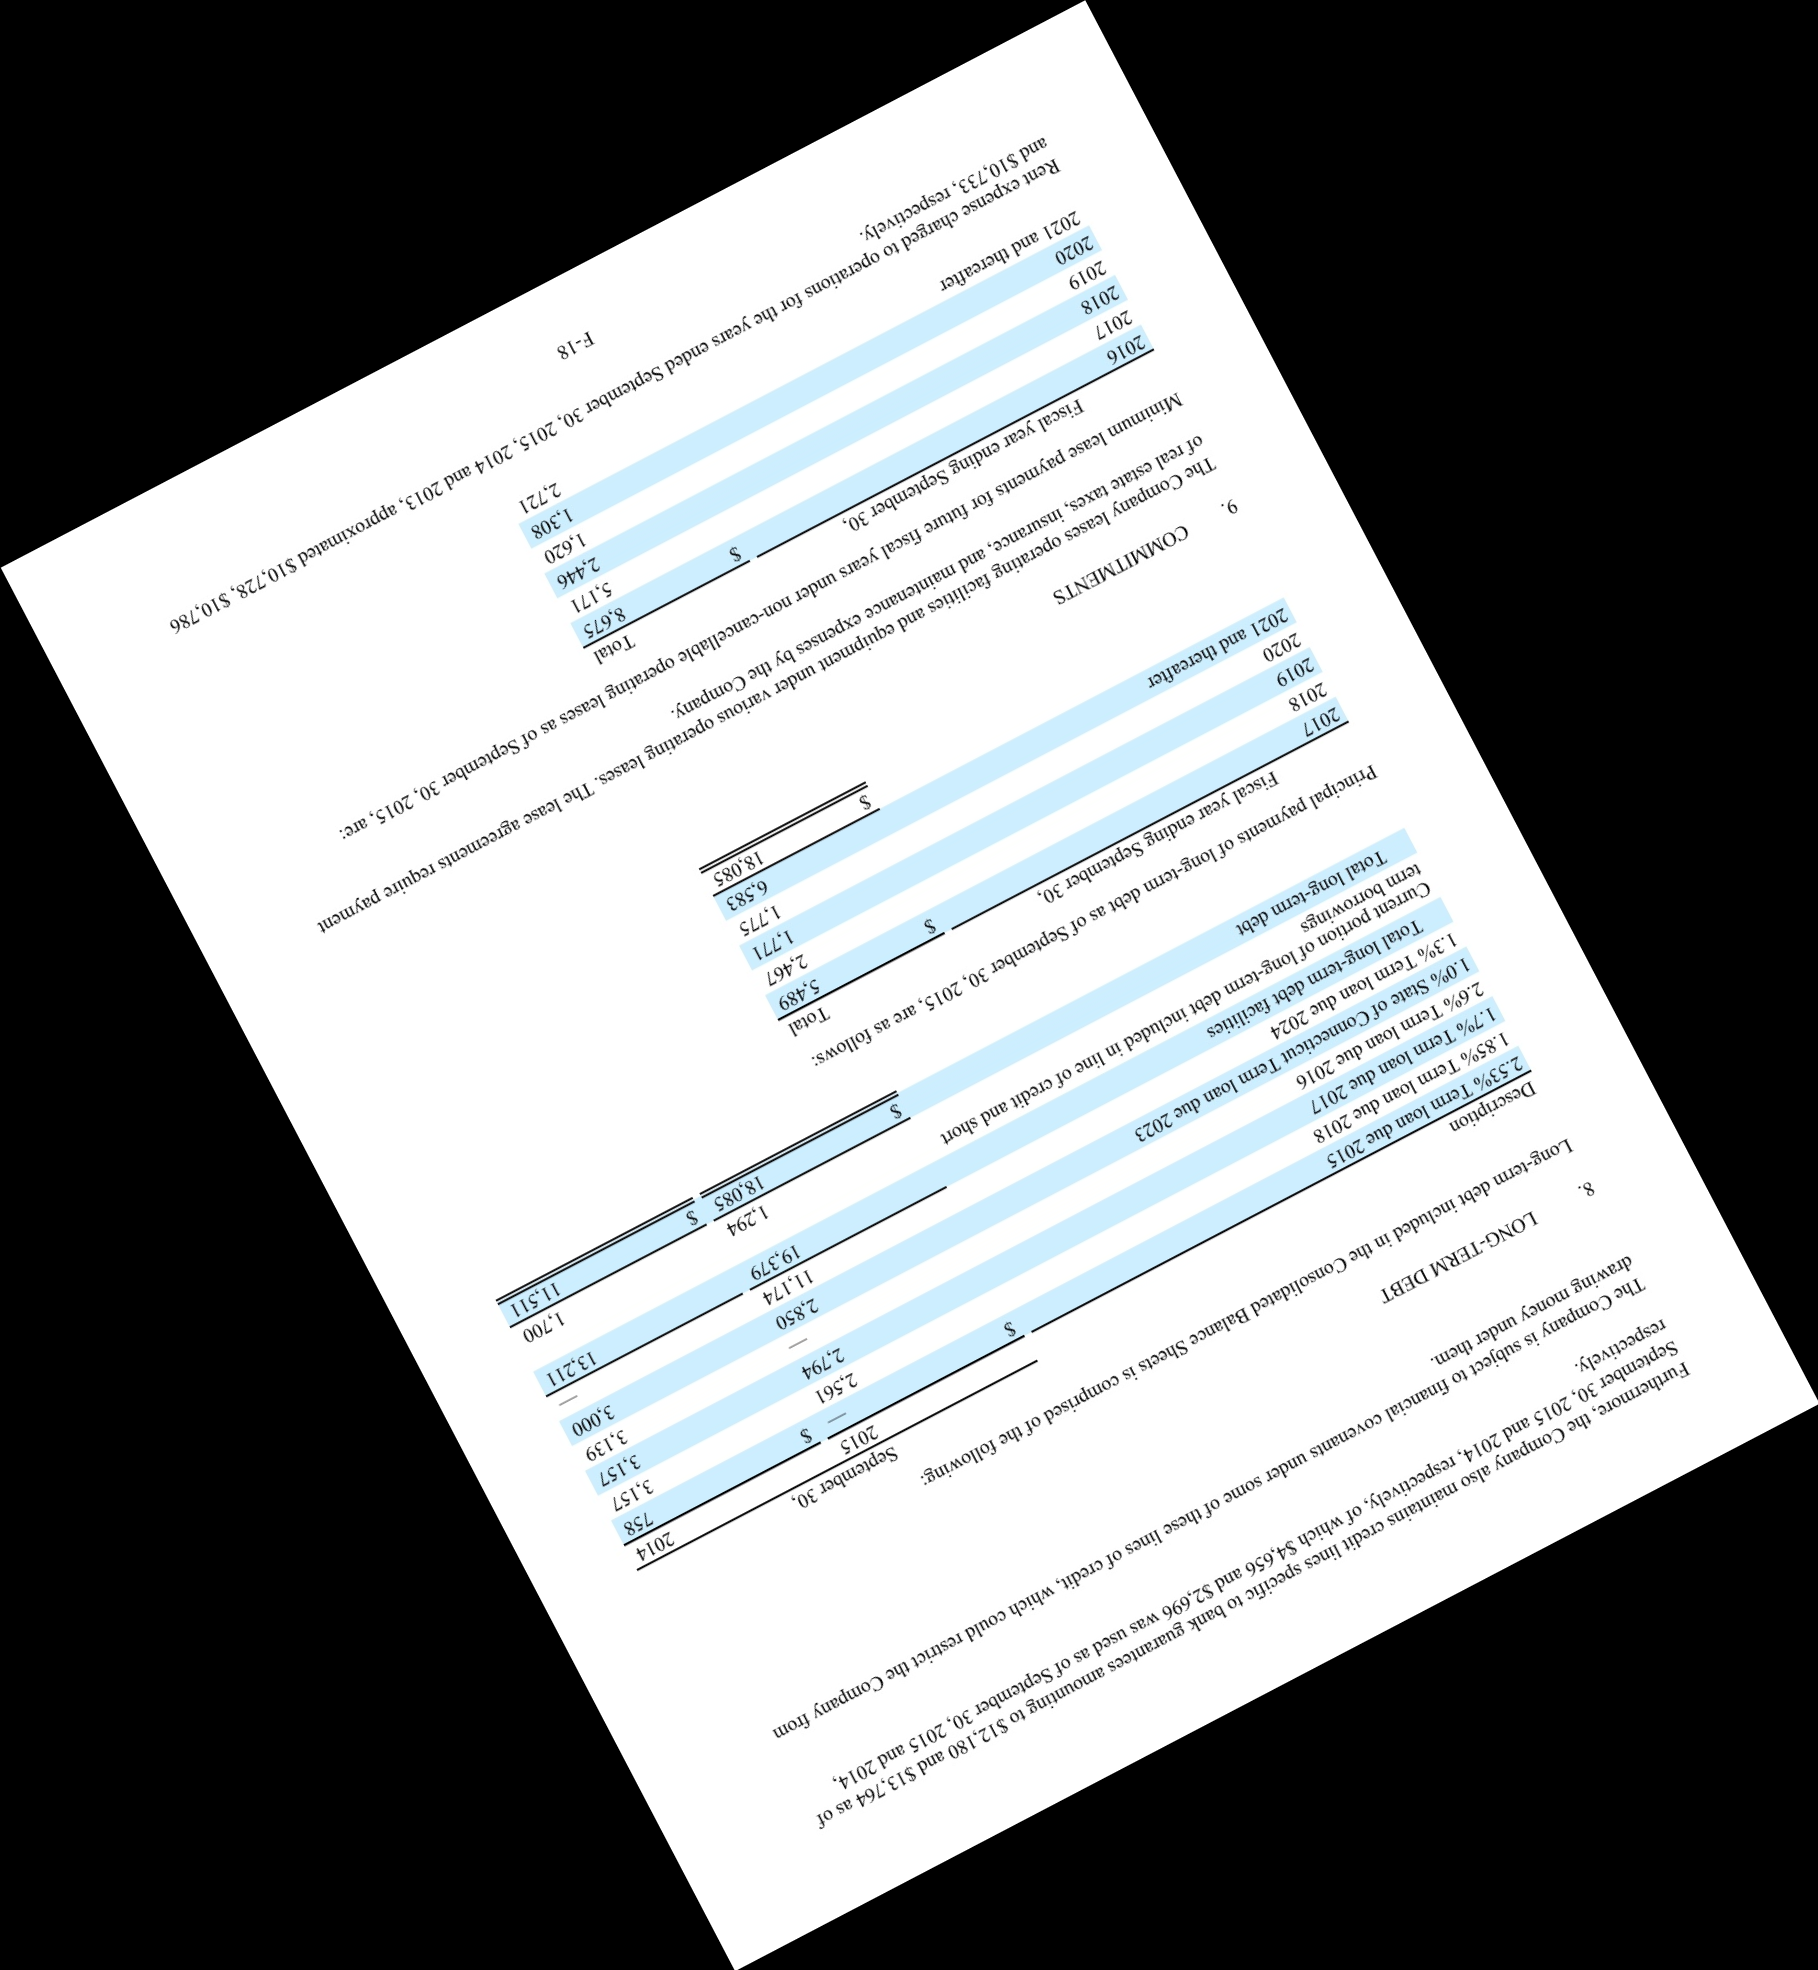 Furthermore, the Company also maintains credit lines specific to bank guarantees amounting to $12,180 and $13,764 as of
September 30, 2015 and 2014, respectively, of which $4,656 and $2,696 was used as of September 30, 2015 and 2014,
respectively.
The Company is subject to financial covenants under some of these lines of credit, which could restrict the Company from
drawing money under them.
8. LONG-TERM DEBT
Long-term debt included in the Consolidated Balance Sheets is comprised of the following:
September 30,
Description 2015 2014
2.53% Term loan due 2015 $ — $ 758
1.85% Term loan due 2018 2,561 3,157
1.7% Term loan due 2017 2,794 3,157
2.6% Term loan due 2016 — 3,139
1.0% State of Connecticut Term loan due 2023 2,850 3,000
1.3% Term loan due 2024 11,174 —
Total long-term debt facilities 19,379 13,211
Current portion of long-term debt included in line of credit and short
term borrowings 1,294 1,700
Total long-term debt $ 18,085 $ 11,511
Principal payments of long-term debt as of September 30, 2015, are as follows:
Fiscal year ending September 30, Total
2017 $ 5,489
2018 2,467
2019 1,771
2020 1,775
2021 and thereafter 6,583
$ 18,085
9. COMMITMENTS
The Company leases operating facilities and equipment under various operating leases. The lease agreements require payment
of real estate taxes, insurance, and maintenance expenses by the Company.
Minimum lease payments for future fiscal years under non-cancellable operating leases as of September 30, 2015, are:
Fiscal year ending September 30, Total
2016 $ 8,675
2017 5,171
2018 2,446
2019 1,620
2020 1,308
2021 and thereafter 2,721
Rent expense charged to operations for the years ended September 30, 2015, 2014 and 2013, approximated $10,728, $10,786
and $10,733, respectively.
F-18